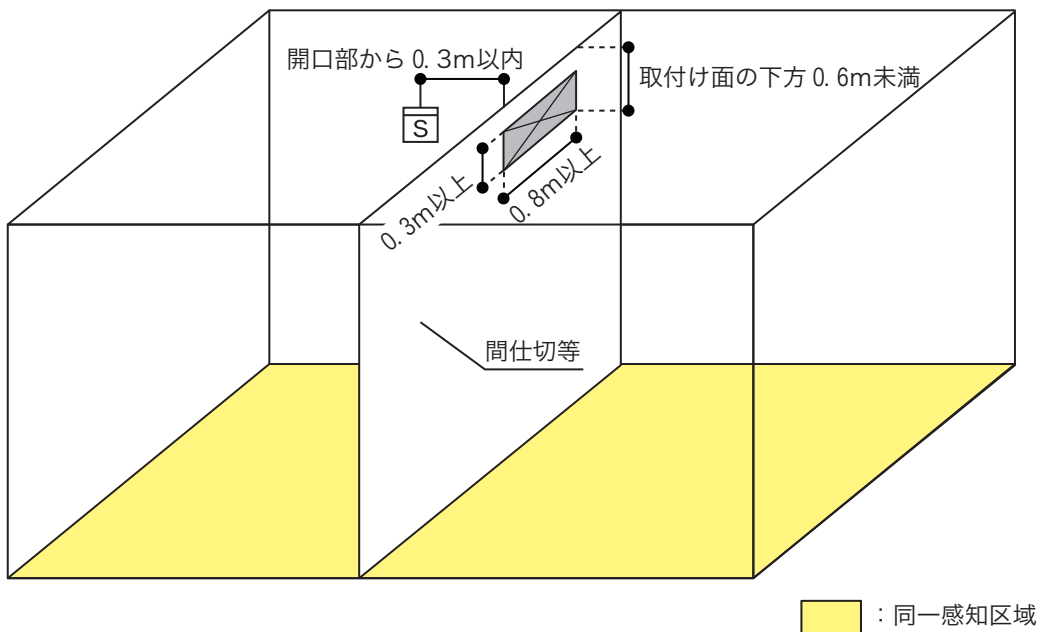 開口部から 0.3m以内
取付け面の下方 0.6m未満
S
0.3m以上
0.8m以上
間仕切等
：同一感知区域